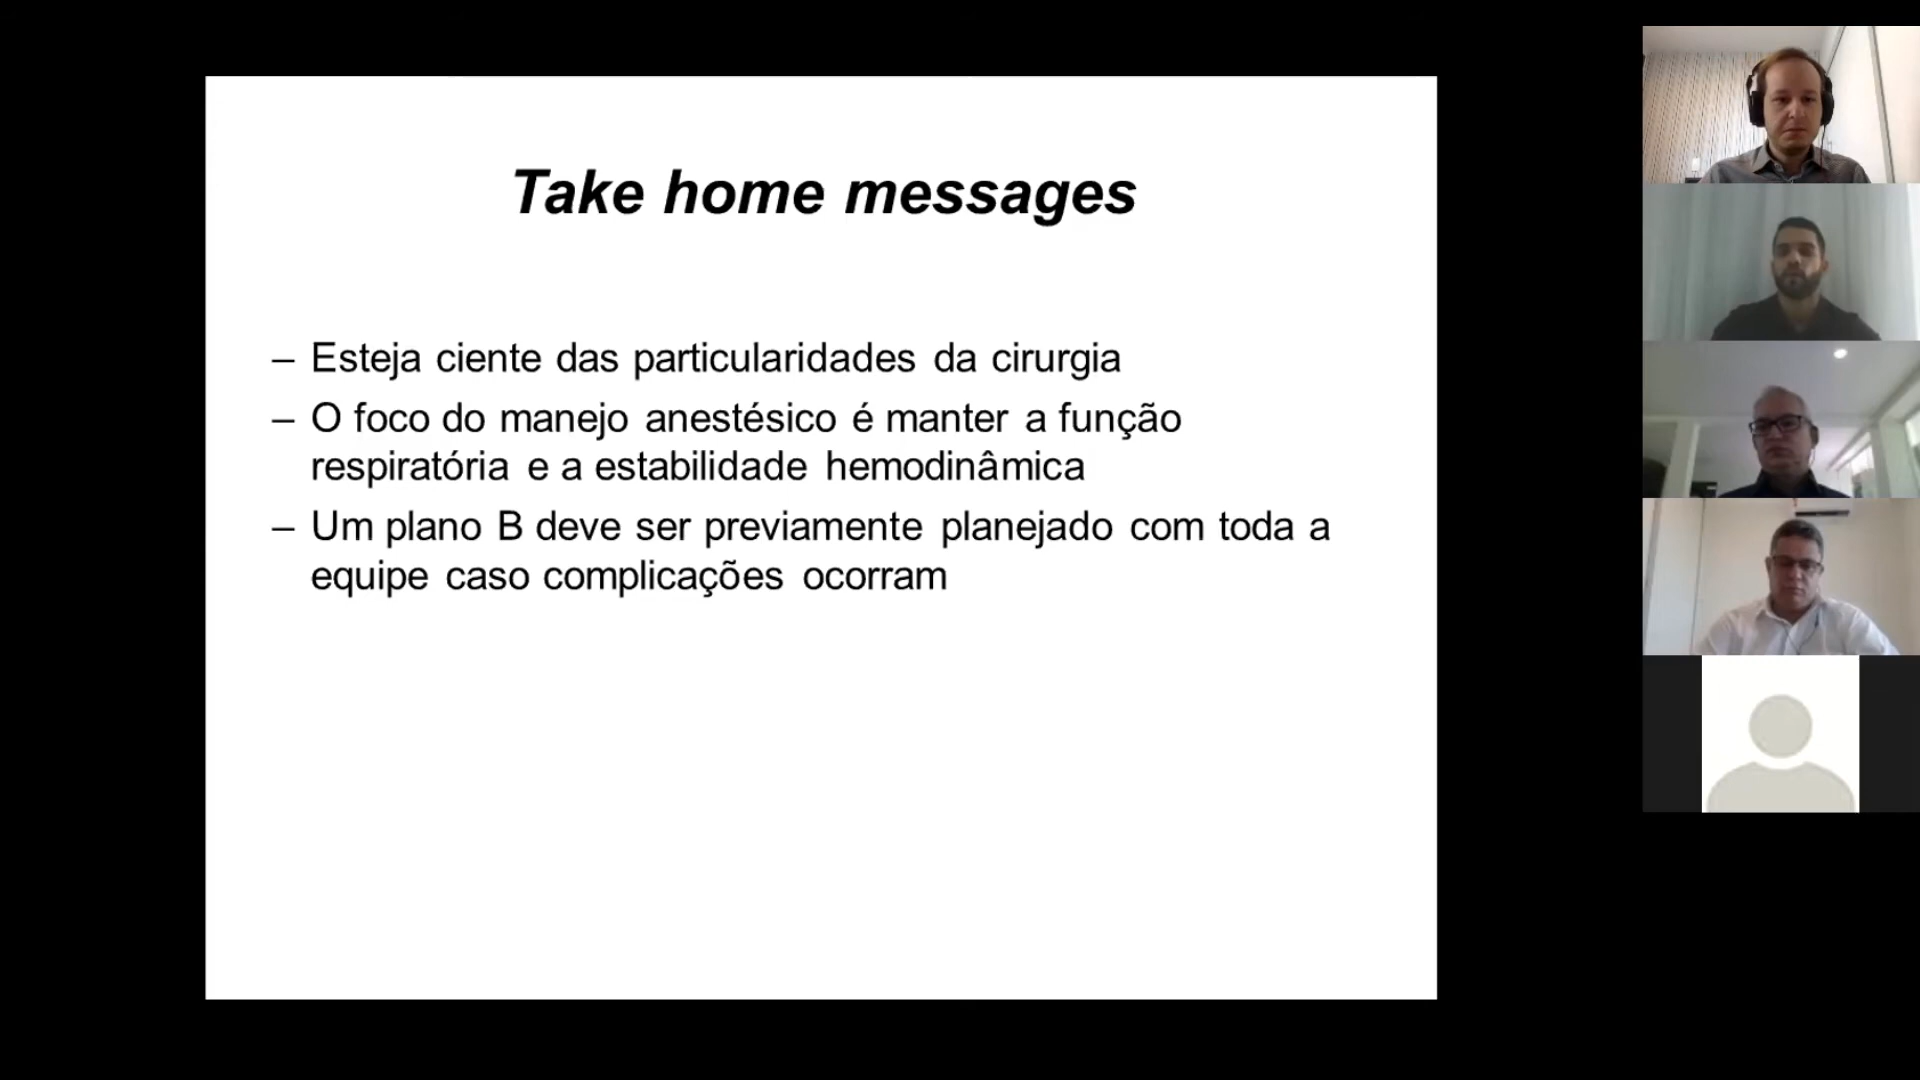 Take home messages
– Esteja ciente das particularidades da cirurgia
– O foco do manejo anestésico é manter a função
respiratória e a estabilidade hemodinâmica
– Um plano B deve ser previamente planejado com toda a
equipe caso complicações ocorram